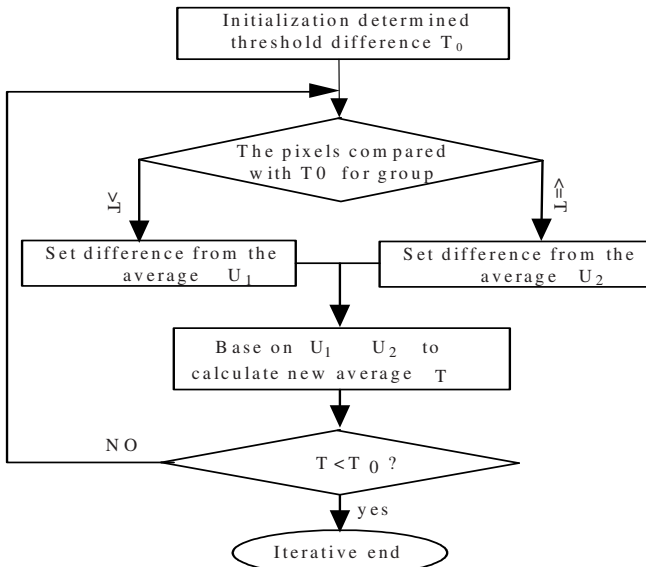 Initialization determined
threshold difference T₀
The pixels compared
with T0 for group
>T
<=T
Set difference from the
average U₁
Set difference from the
average U₂
Base on U₁ U₂ to
calculate new average T
NO
T<T₀?
yes
Iterative end